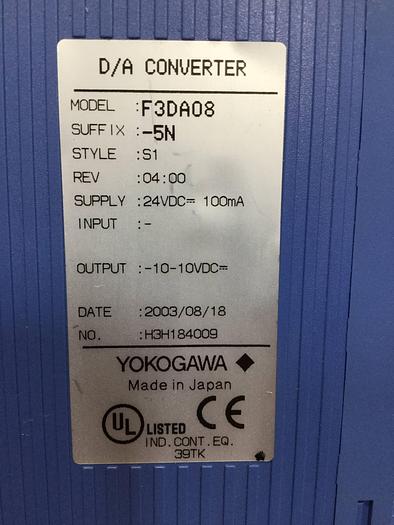 D/A CONVERTER
MODEL :F3DA08
SUFFIX :-5N
STYLE :S1
REV :04:00
SUPPLY :24VDC⎓ 100mA
INPUT :-
OUTPUT :-10-10VDC⎓
DATE :2003/08/18
NO. :H3H184009
YOKOGAWA ◆
Made in Japan
UL LISTED CE
IND.CONT.EQ.
39TK